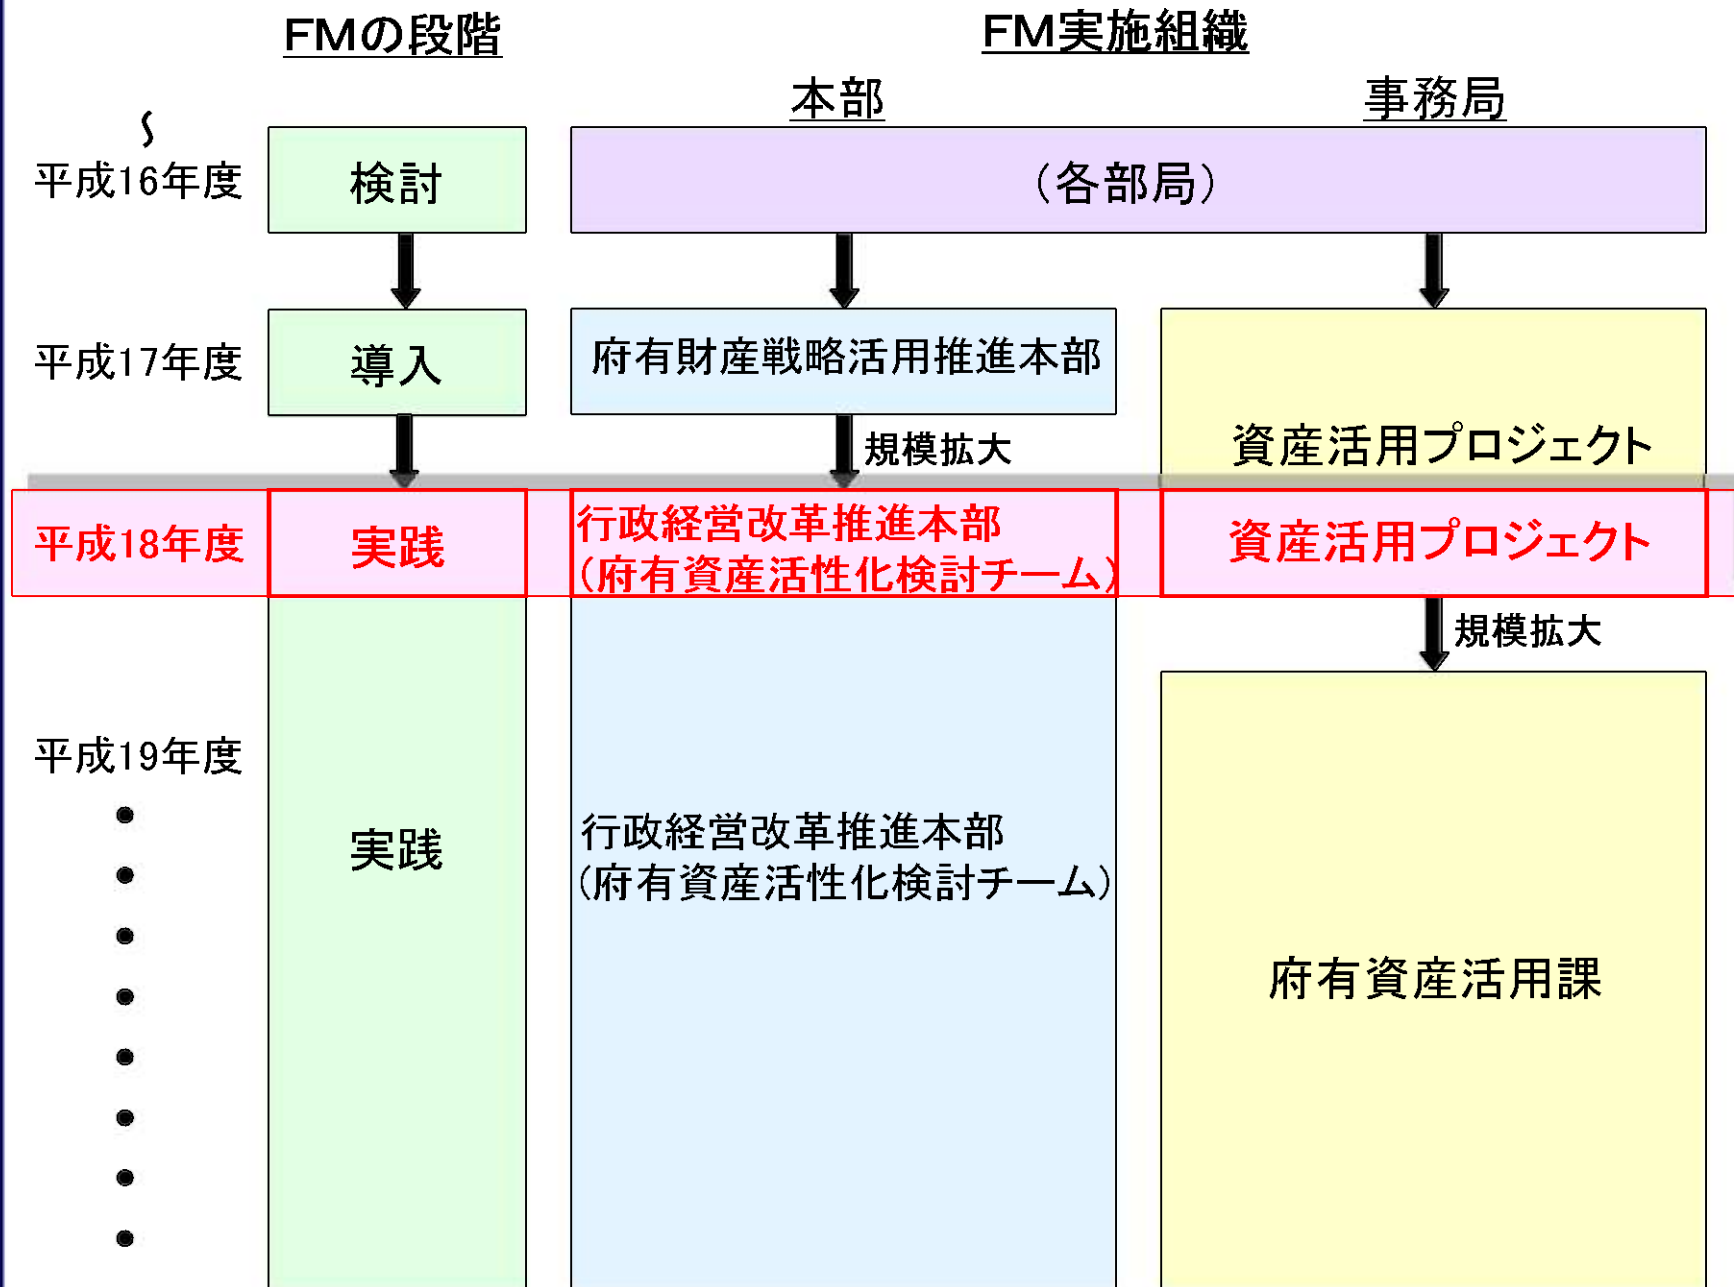 FMの段階
FM実施組織
本部
事務局
～
平成16年度
検討
（各部局）
平成17年度
導入
府有財産戦略活用推進本部
規模拡大
資産活用プロジェクト
平成18年度
実践
行政経営改革推進本部
（府有資産活性化検討チーム）
資産活用プロジェクト
規模拡大
平成19年度
実践
行政経営改革推進本部
（府有資産活性化検討チーム）
府有資産活用課